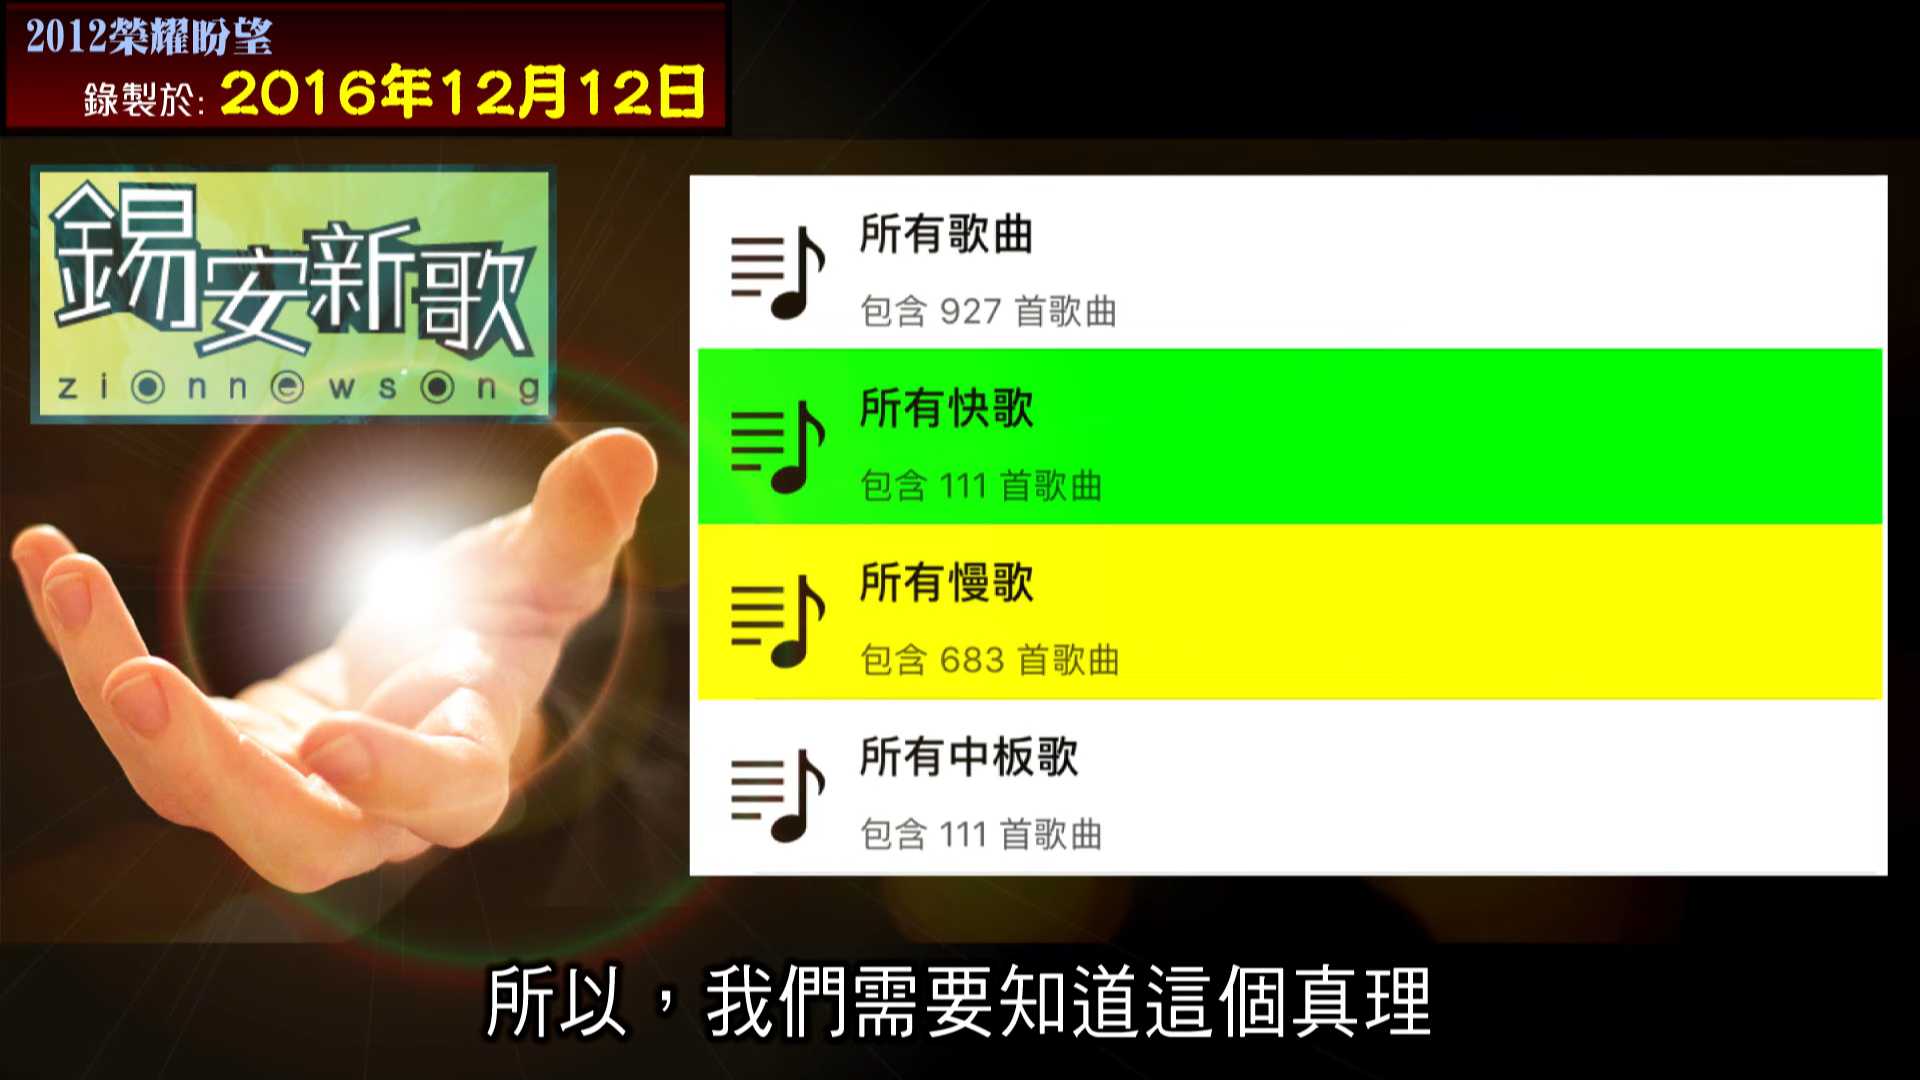 2012榮耀盼望
錄製於: 2016年12月12日
錫安新歌
zionnewsong
所有歌曲
包含 927 首歌曲
所有快歌
包含 111 首歌曲
所有慢歌
包含 683 首歌曲
所有中板歌
包含 111 首歌曲
所以，我們需要知道這個真理